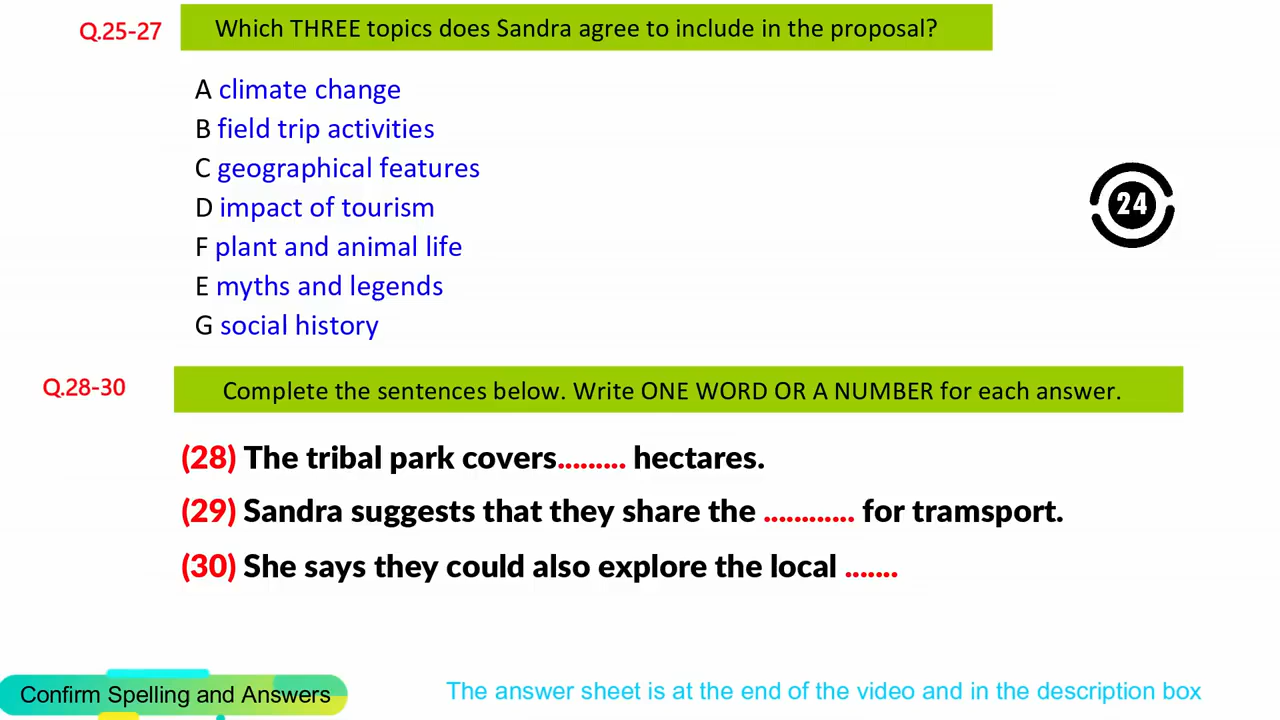 Q.25-27
Which THREE topics does Sandra agree to include in the proposal?
A climate change
B field trip activities
C geographical features
D impact of tourism
F plant and animal life
E myths and legends
G social history
24
Q.28-30
Complete the sentences below. Write ONE WORD OR A NUMBER for each answer.
(28) The tribal park covers......... hectares.
(29) Sandra suggests that they share the ............ for tramsport.
(30) She says they could also explore the local .......
Confirm Spelling and Answers
The answer sheet is at the end of the video and in the description box